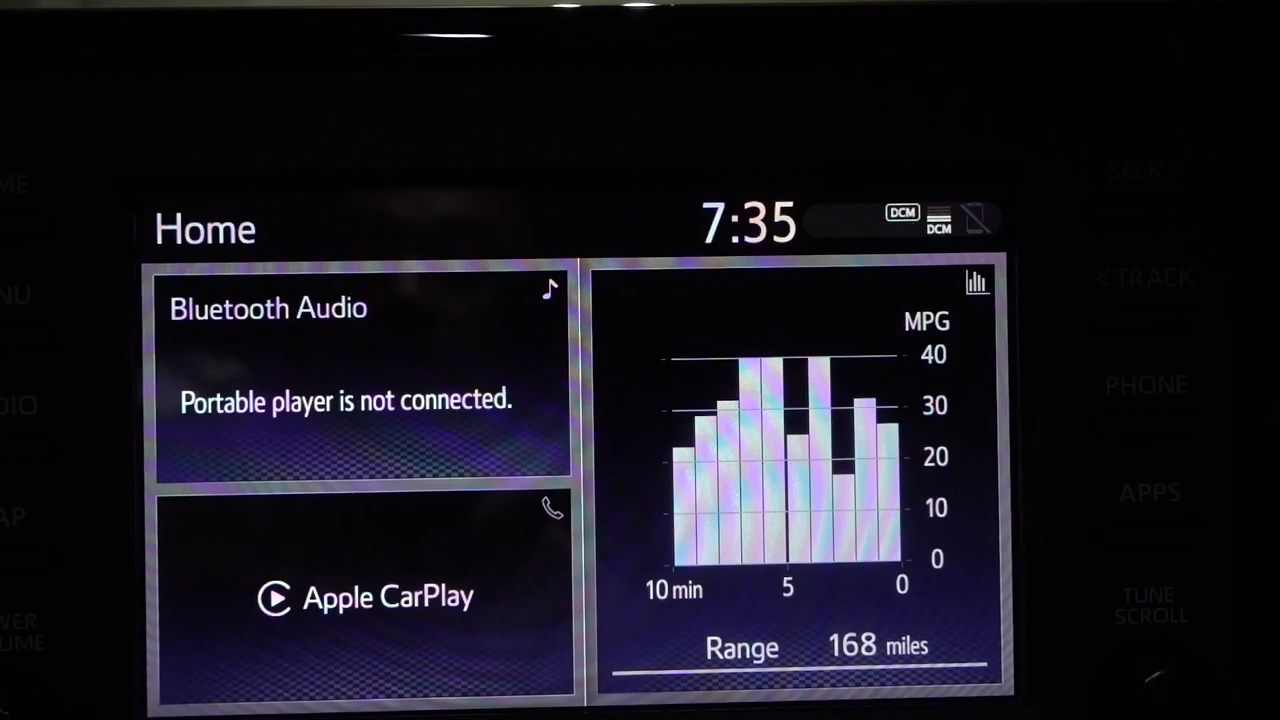 Home
7:35
DCM
DCM
Bluetooth Audio
Portable player is not connected.
Apple CarPlay
MPG
40
30
20
10
0
10 min
5
0
Range 168 miles
SEEK >
< TRACK
PHONE
APPS
TUNE
SCROLL